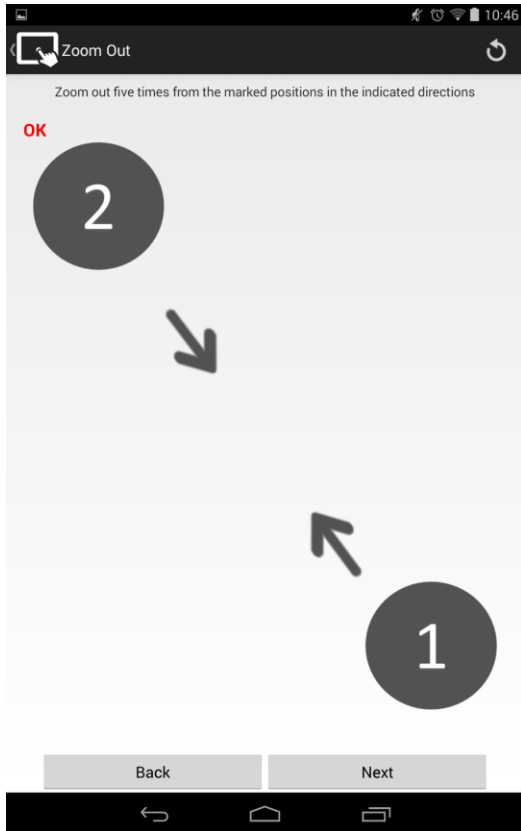 10:46
Zoom Out
Zoom out five times from the marked positions in the indicated directions
OK
2
1
Back Next